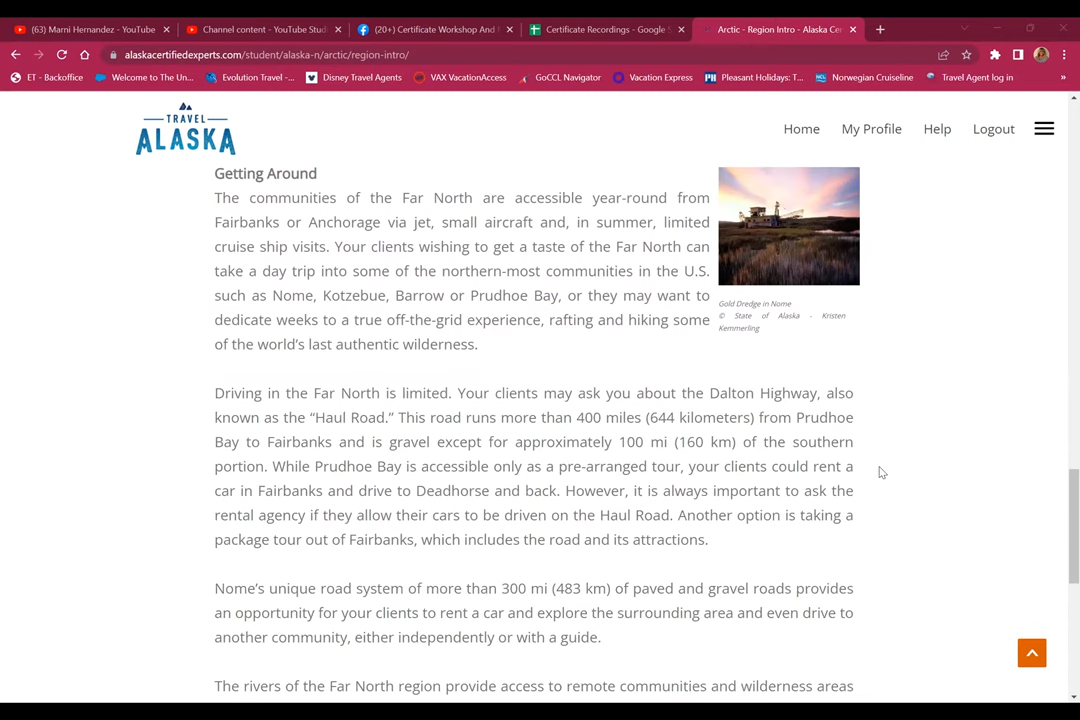 (63) Marni Hernandez - YouTube
Channel content - YouTube Studi
(20+) Certificate Workshop And M
Certificate Recordings - Google S
Arctic - Region Intro - Alaska Cer
alaskacertifiedexperts.com/student/alaska-n/arctic/region-intro/
ET - Backoffice
Welcome to The Un...
Evolution Travel -...
Disney Travel Agents
VAX VacationAccess
GoCCL Navigator
Vacation Express
Pleasant Holidays: T...
Norwegian Cruiseline
Travel Agent log in
TRAVEL
ALASKA
Home
My Profile
Help
Logout
Getting Around
The communities of the Far North are accessible year-round from
Fairbanks or Anchorage via jet, small aircraft and, in summer, limited
cruise ship visits. Your clients wishing to get a taste of the Far North can
take a day trip into some of the northern-most communities in the U.S.
such as Nome, Kotzebue, Barrow or Prudhoe Bay, or they may want to
dedicate weeks to a true off-the-grid experience, rafting and hiking some
of the world's last authentic wilderness.
Gold Dredge in Nome
© State of Alaska - Kristen
Kemmerling
Driving in the Far North is limited. Your clients may ask you about the Dalton Highway, also
known as the “Haul Road.” This road runs more than 400 miles (644 kilometers) from Prudhoe
Bay to Fairbanks and is gravel except for approximately 100 mi (160 km) of the southern
portion. While Prudhoe Bay is accessible only as a pre-arranged tour, your clients could rent a
car in Fairbanks and drive to Deadhorse and back. However, it is always important to ask the
rental agency if they allow their cars to be driven on the Haul Road. Another option is taking a
package tour out of Fairbanks, which includes the road and its attractions.
Nome's unique road system of more than 300 mi (483 km) of paved and gravel roads provides
an opportunity for your clients to rent a car and explore the surrounding area and even drive to
another community, either independently or with a guide.
The rivers of the Far North region provide access to remote communities and wilderness areas